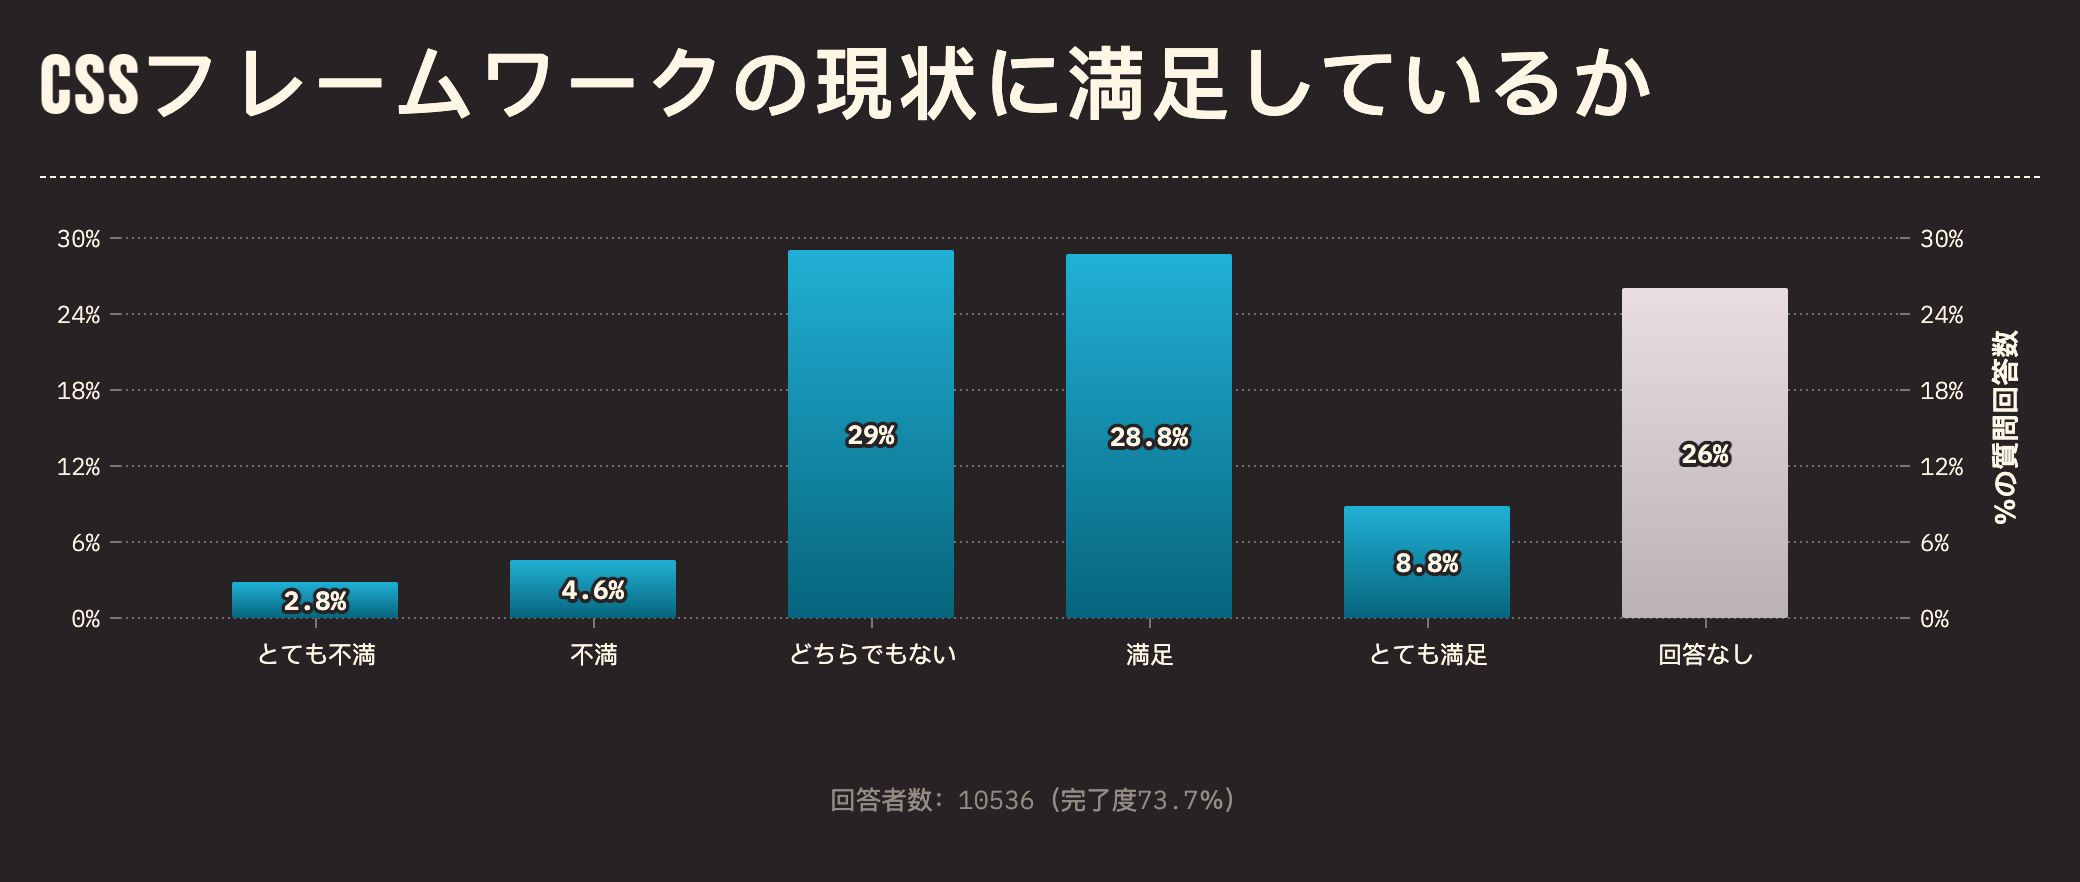 CSSフレームワークの現状に満足しているか
30% 30%
24% 24%
18% 18%
12% 12%
6% 6%
0% 0%
%の質問回答数
2.8% 4.6% 29% 28.8% 8.8% 26%
とても不満 不満 どちらでもない 満足 とても満足 回答なし
回答者数: 10536 (完了度73.7%)